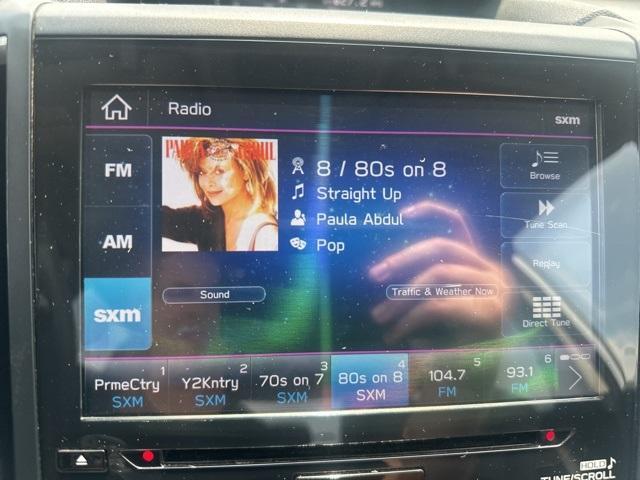 Radio
sxm
FM
AM
sxm
PAULA ABDUL
8 / 80s on 8
Straight Up
Paula Abdul
Pop
Sound
Traffic & Weather Now
Browse
Tune Scan
Replay
Direct Tune
1
PrmeCtry
SXM
2
Y2Kntry
SXM
3
70s on 7
SXM
4
80s on 8
SXM
5
104.7
FM
6
93.1
FM
HOLD
TUNE/SCROLL